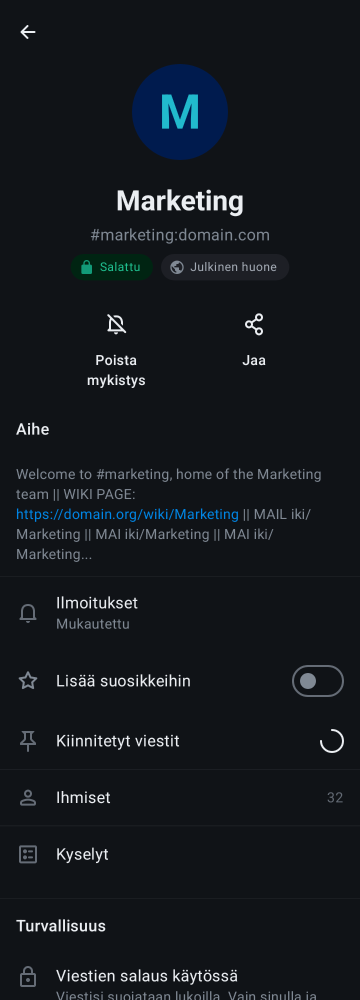 M
Marketing
#marketing:domain.com
Salattu
Julkinen huone
Poista
mykistys
Jaa
Aihe
Welcome to #marketing, home of the Marketing
team || WIKI PAGE:
https://domain.org/wiki/Marketing || MAIL iki/
Marketing || MAI iki/Marketing || MAI iki/
Marketing...
Ilmoitukset
Mukautettu
Lisää suosikkeihin
Kiinnitetyt viestit
Ihmiset
32
Kyselyt
Turvallisuus
Viestien salaus käytössä
Viestisi suojataan lukoilla. Vain sinulla ja